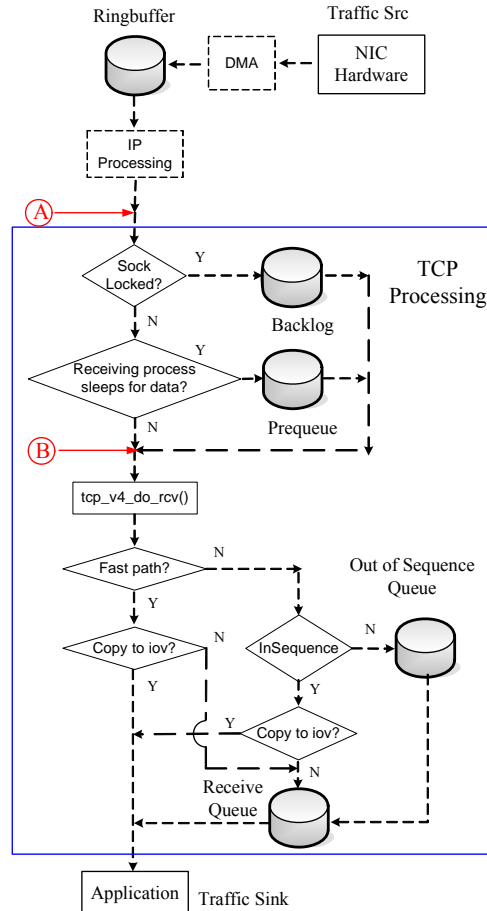 Ringbuffer
Traffic Src
DMA
NIC
Hardware
IP
Processing
A
Sock
Locked?
Y
N
Backlog
TCP
Processing
Receiving process
sleeps for data?
Y
N
Prequeue
B
tcp_v4_do_rcv()
Fast path?
N
Y
Out of Sequence
Queue
Copy to iov?
N
Y
InSequence
N
Y
Copy to iov?
Y
N
Receive
Queue
Application
Traffic Sink